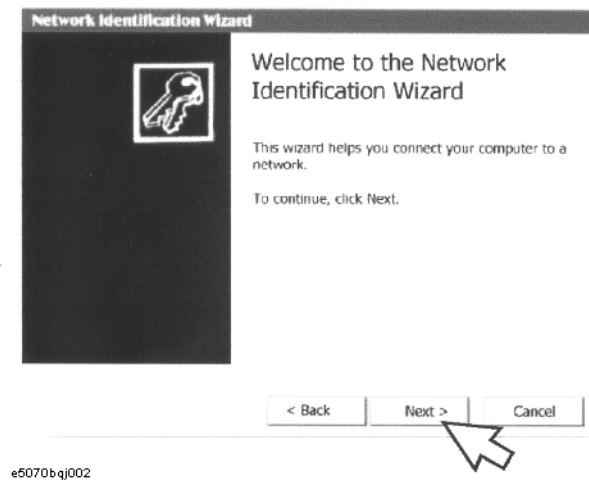 Network Identification Wizard
Welcome to the Network
Identification Wizard
This wizard helps you connect your computer to a
network.
To continue, click Next.
< Back
Next >
Cancel
e5070bqj002